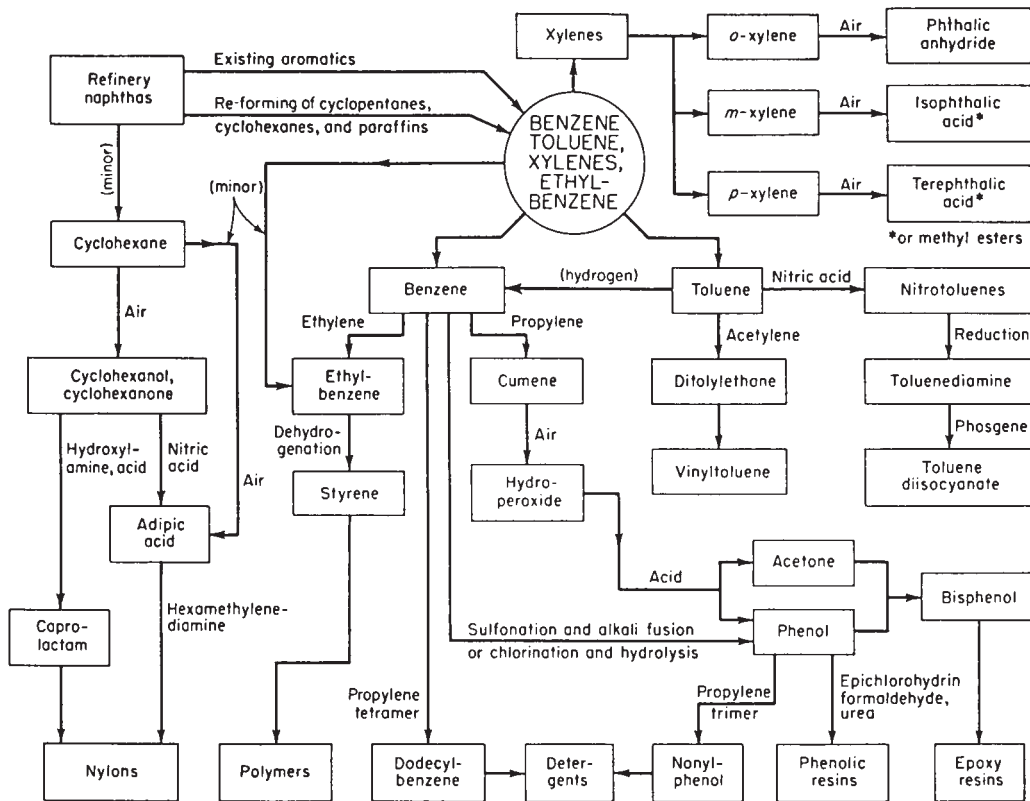 Xylenes
o-xylene
Air
Phthalic
anhydride
Existing aromatics
Refinery
naphthas
Re-forming of cyclopentanes,
cyclohexanes, and paraffins
BENZENE
TOLUENE,
XYLENES,
ETHYL-
BENZENE
m-xylene
Air
Isophthalic
acid*
(minor)
(minor)
p-xylene
Air
Terephthalic
acid*
*or methyl esters
Cyclohexane
Benzene
(hydrogen)
Toluene
Nitric acid
Nitrotoluenes
Air
Ethylene
Propylene
Acetylene
Reduction
Cyclohexanol,
cyclohexanone
Ethyl-
benzene
Cumene
Ditolylethane
Toluenediamine
Hydroxyl-
amine, acid
Nitric
acid
Air
Dehydro-
genation
Air
Phosgene
Styrene
Hydro-
peroxide
Vinyltoluene
Toluene
diisocyanate
Adipic
acid
Acid
Acetone
Bisphenol
Capro-
lactam
Hexamethylene-
diamine
Sulfonation and alkali fusion
or chlorination and hydrolysis
Phenol
Propylene
tetramer
Propylene
trimer
Epichlorohydrin
formaldehyde,
urea
Nylons
Polymers
Dodecyl-
benzene
Deter-
gents
Nonyl-
phenol
Phenolic
resins
Epoxy
resins